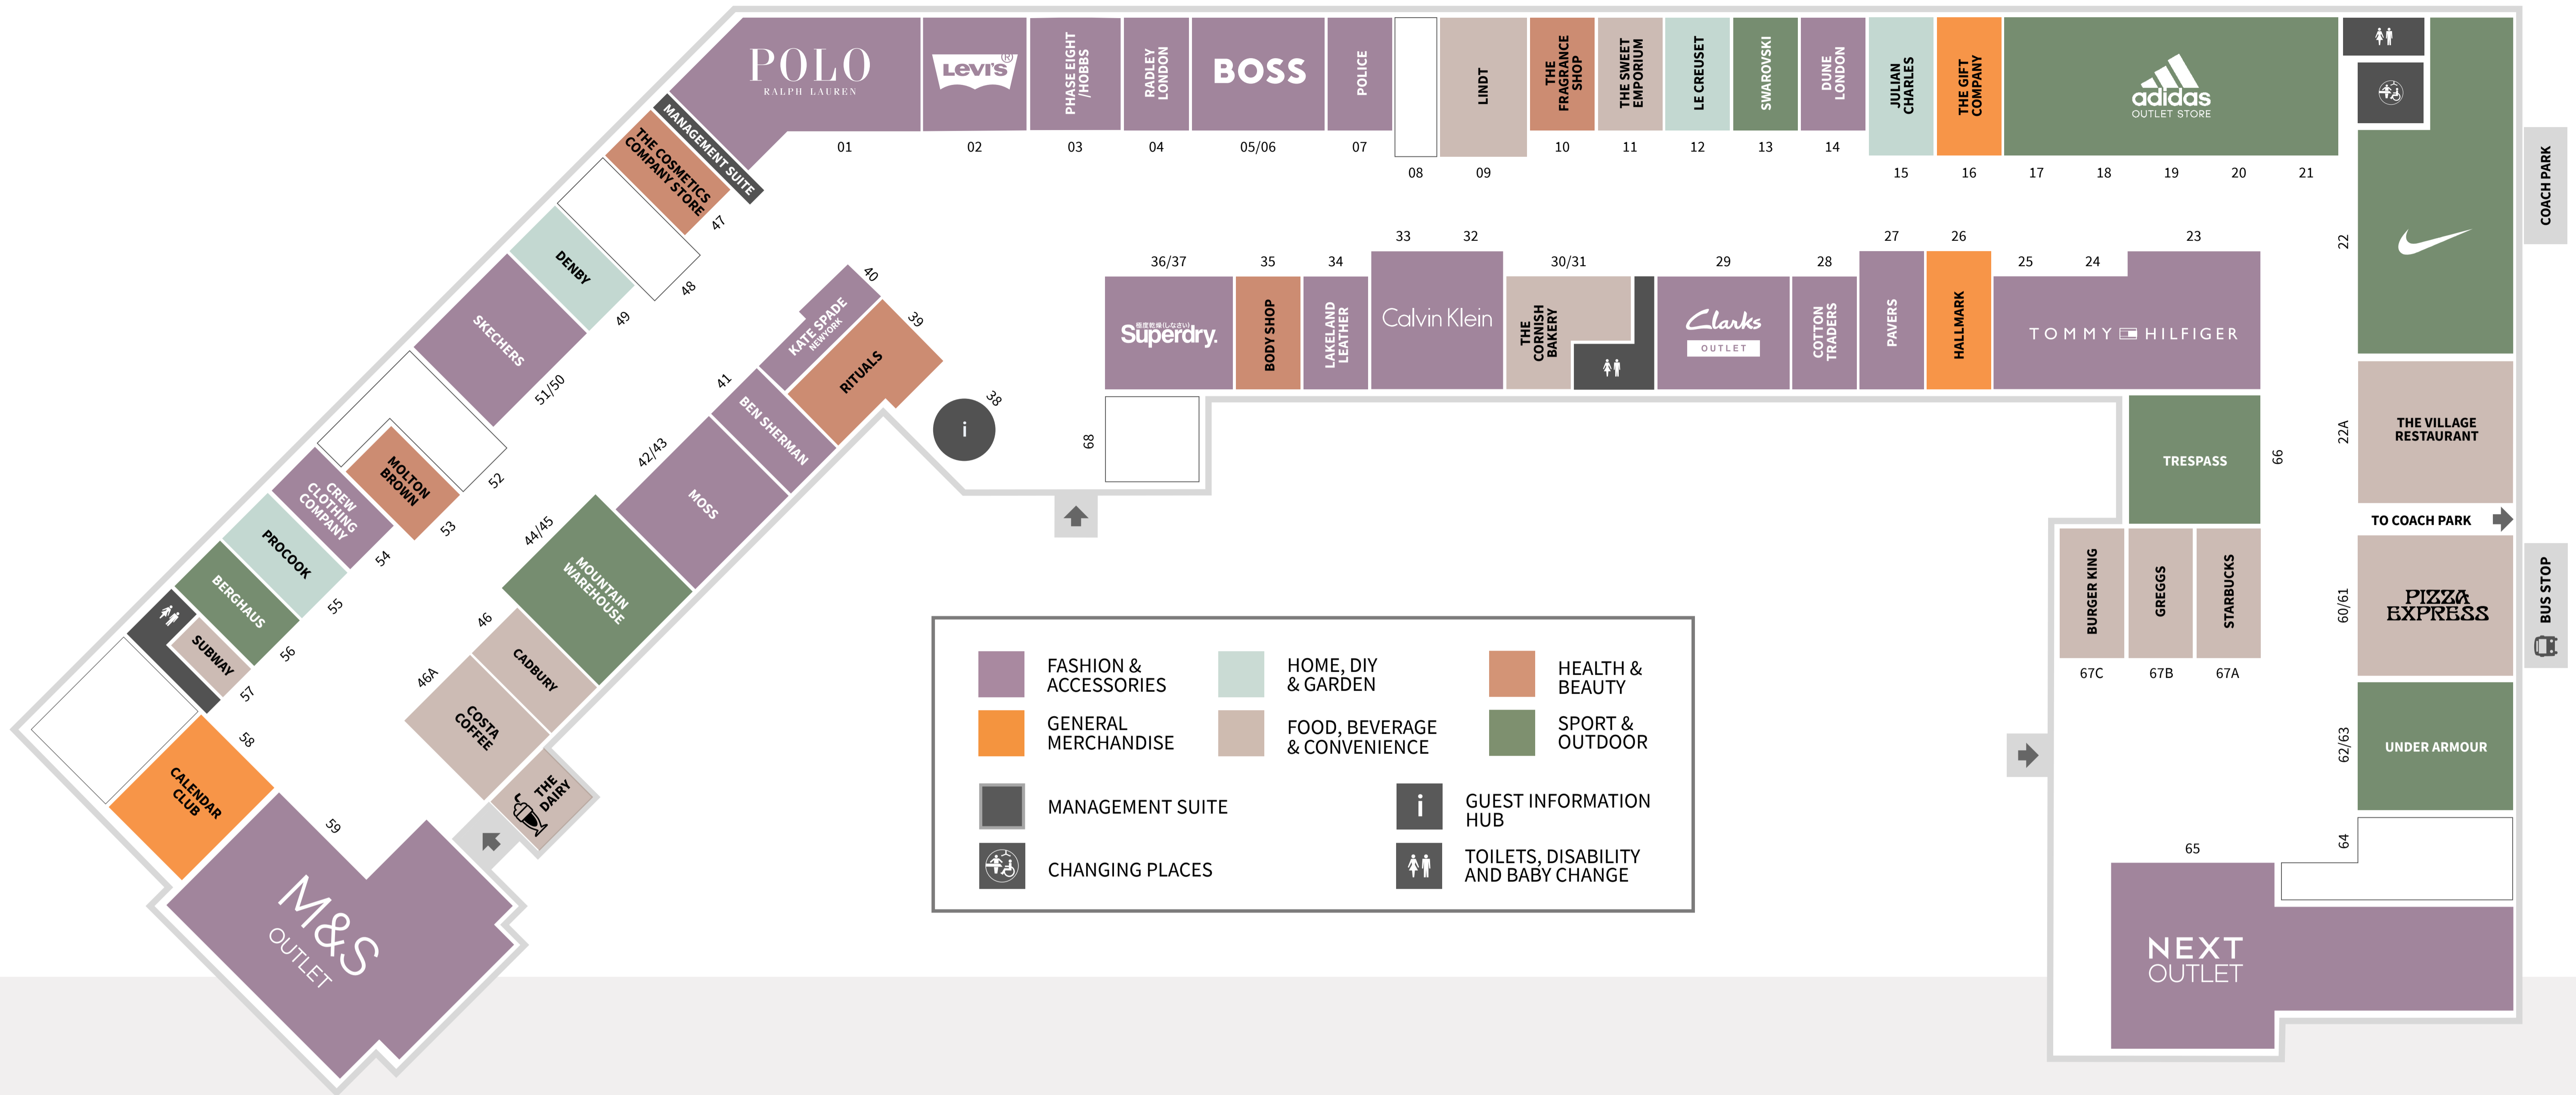 POLO
RALPH LAUREN
LEVI'S®
PHASE EIGHT
/HOBBS
RADLEY
LONDON
BOSS
POLICE
LINDT
THE
FRAGRANCE
SHOP
THE SWEET
EMPORIUM
LE CREUSET
SWAROVSKI
DUNE
LONDON
JULIAN
CHARLES
THE GIFT
COMPANY
adidas
OUTLET STORE
01
02
03
04
05/06
07
08
09
10
11
12
13
14
15
16
17
18
19
20
21
22
COACH PARK
MANAGEMENT SUITE
THE COSMETICS
COMPANY STORE
47
48
DENBY
49
SKECHERS
51/50
52
MOLTON
BROWN
53
CREW
CLOTHING
COMPANY
54
PROCOOK
55
BERGHAUS
56
SUBWAY
57
58
CALENDAR
CLUB
59
M&S
OUTLET
40
KATE SPADE
NEWYORK
39
RITUALS
41
BEN SHERMAN
42/43
MOSS
44/45
MOUNTAIN
WAREHOUSE
46
CADBURY
46A
COSTA
COFFEE
THE
DAIRY
i
38
36/37
35
34
33
32
30/31
29
28
27
26
25
24
23
極度乾燥(しなさい)
Superdry.
BODY SHOP
LAKELAND
LEATHER
Calvin Klein
THE
CORNISH
BAKERY
Clarks
OUTLET
COTTON
TRADERS
PAVERS
HALLMARK
TOMMY HILFIGER
68
TRESPASS
66
22A
THE VILLAGE
RESTAURANT
TO COACH PARK
BURGER KING
GREGGS
STARBUCKS
67C
67B
67A
60/61
PIZZA
EXPRESS
BUS STOP
62/63
UNDER ARMOUR
64
65
NEXT
OUTLET
FASHION &
ACCESSORIES
HOME, DIY
& GARDEN
HEALTH &
BEAUTY
GENERAL
MERCHANDISE
FOOD, BEVERAGE
& CONVENIENCE
SPORT &
OUTDOOR
MANAGEMENT SUITE
i
GUEST INFORMATION
HUB
CHANGING PLACES
TOILETS, DISABILITY
AND BABY CHANGE